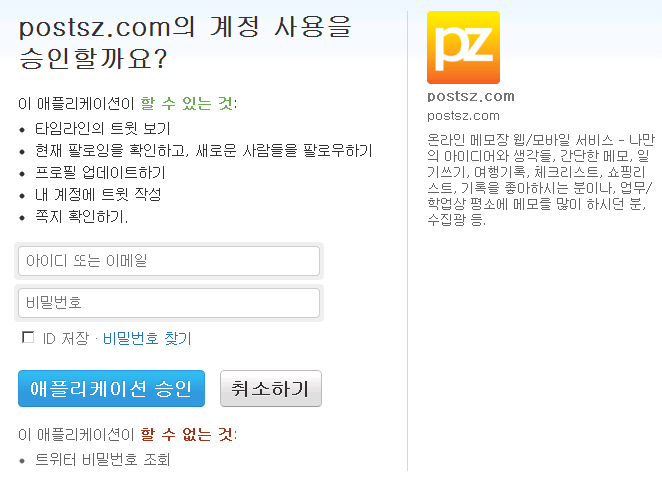 postsz.com의 계정 사용을
승인할까요?
이 애플리케이션이 할 수 있는 것:
• 타임라인의 트윗 보기
• 현재 팔로잉을 확인하고, 새로운 사람들을 팔로우하기
• 프로필 업데이트하기
• 내 계정에 트윗 작성
• 쪽지 확인하기.
아이디 또는 이메일
비밀번호
ID 저장 · 비밀번호 찾기
애플리케이션 승인 취소하기
이 애플리케이션이 할 수 없는 것:
• 트위터 비밀번호 조회
pz
postsz.com
postsz.com
온라인 메모장 웹/모바일 서비스 - 나만
의 아이디어와 생각들, 간단한 메모, 일
기쓰기, 여행기록, 체크리스트, 쇼핑리
스트, 기록을 좋아하시는 분이나, 업무/
학업상 평소에 메모를 많이 하시던 분,
수집광 등.